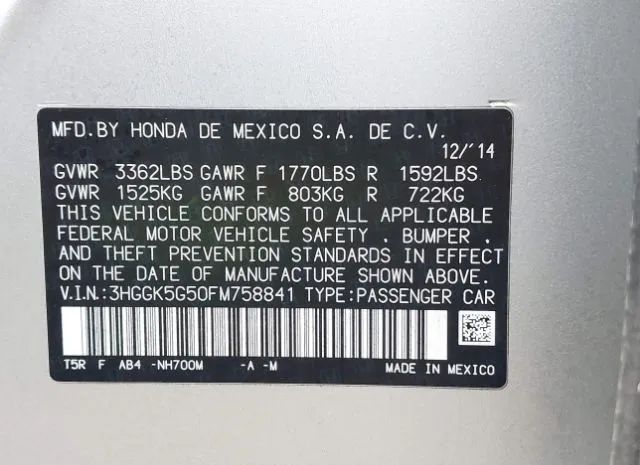 MFD.BY HONDA DE MEXICO S.A. DE C.V.
12/'14
GVWR 3362LBS GAWR F 1770LBS R 1592LBS
GVWR 1525KG GAWR F 803KG R 722KG
THIS VEHICLE CONFORMS TO ALL APPLICABLE
FEDERAL MOTOR VEHICLE SAFETY , BUMPER ,
AND THEFT PREVENTION STANDARDS IN EFFECT
ON THE DATE OF MANUFACTURE SHOWN ABOVE.
V.I.N.:3HGGK5G50FM758841 TYPE:PASSENGER CAR
T5R F AB4 -NH700M -A -M
MADE IN MEXICO